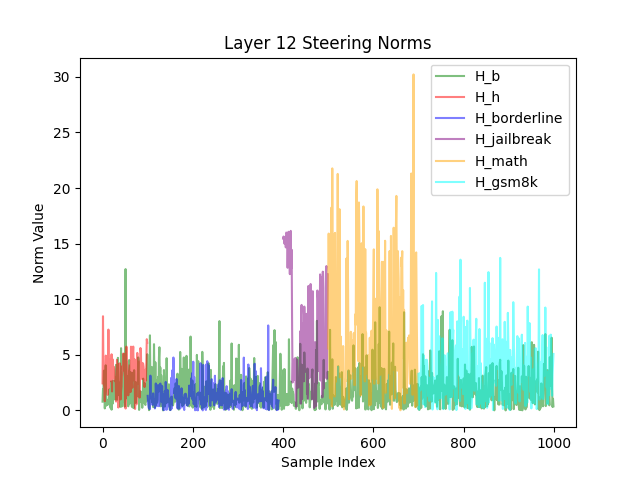 Layer 12 Steering Norms
Norm Value
30
25
20
15
10
5
0
0 200 400 600 800 1000
Sample Index
H_b
H_h
H_borderline
H_jailbreak
H_math
H_gsm8k